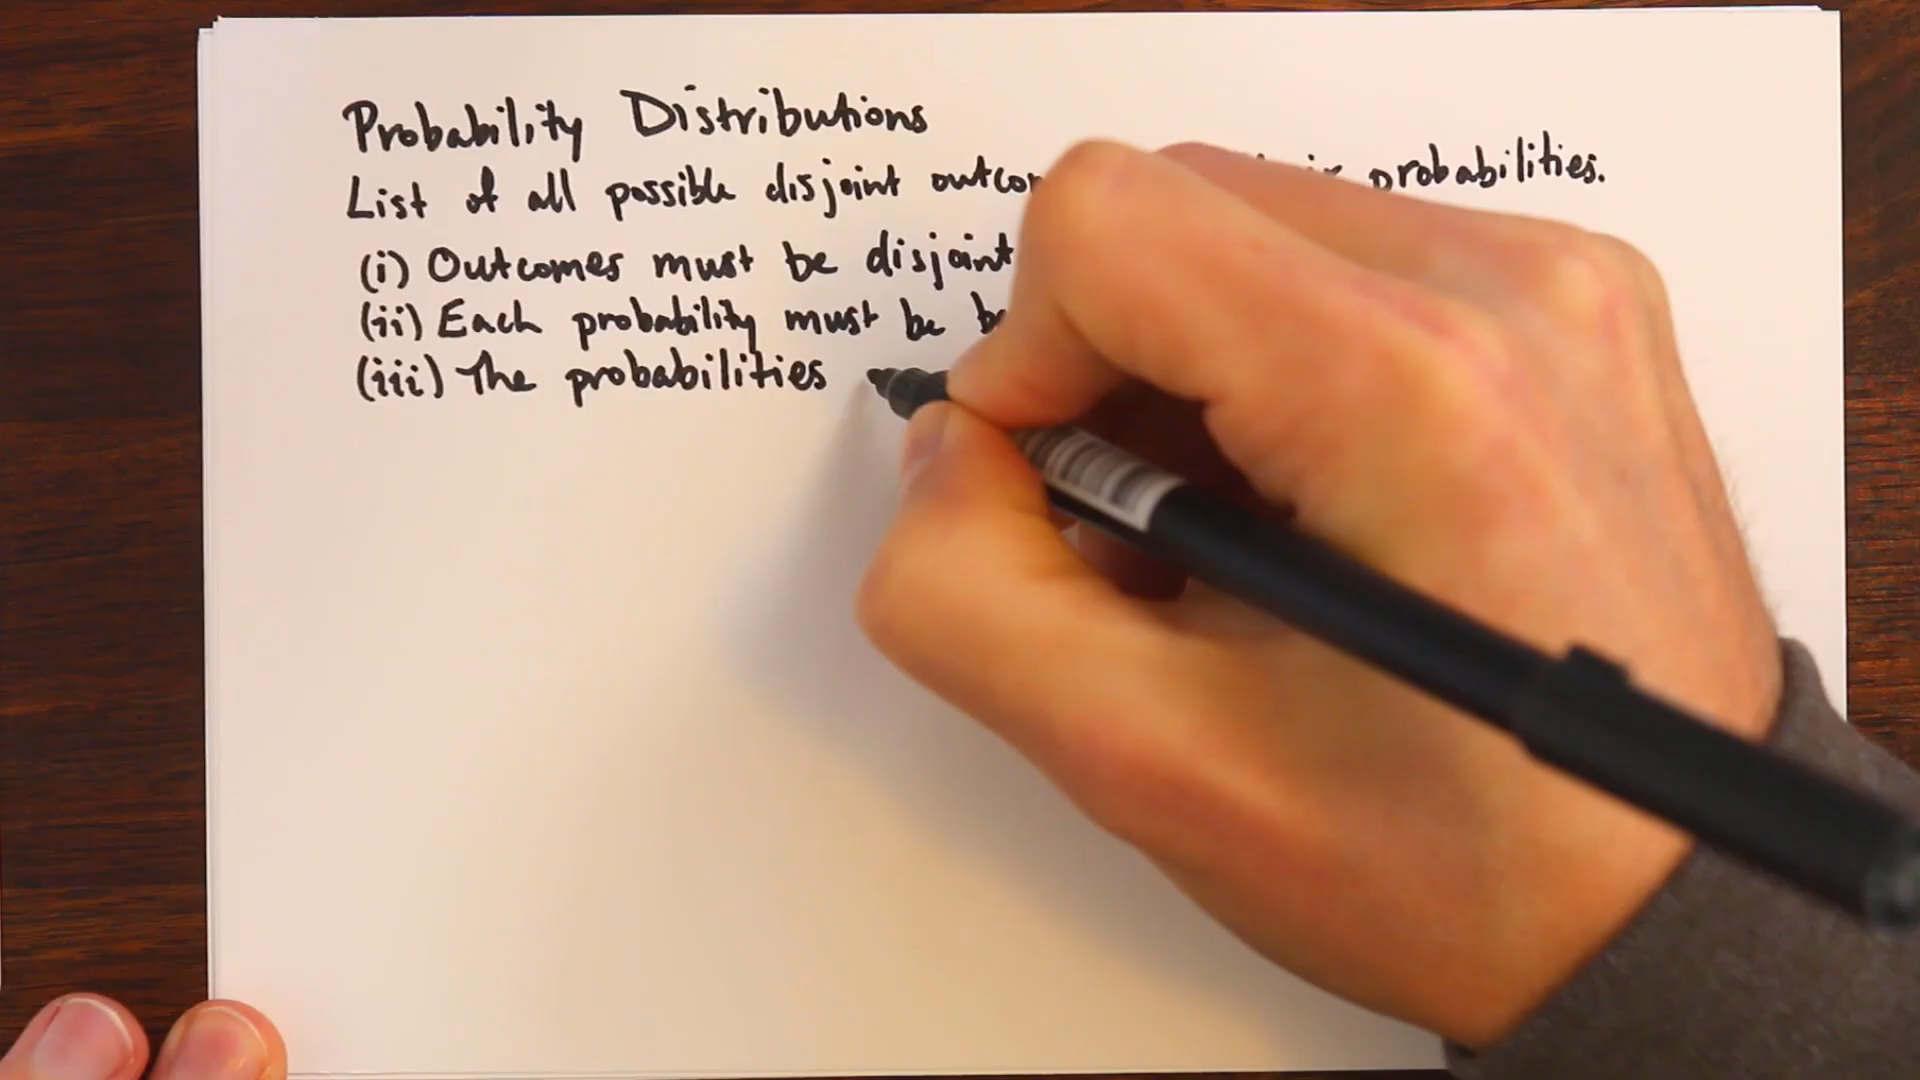 Probability Distributions
List of all possible disjoint probabilities.
(i) Outcomes must be disjoint
(ii) Each probability must be
(iii) The probabilities